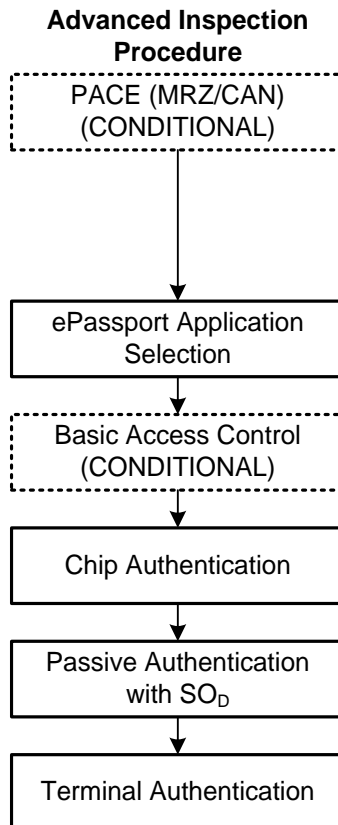 Advanced Inspection
Procedure
PACE (MRZ/CAN)
(CONDITIONAL)
ePassport Application
Selection
Basic Access Control
(CONDITIONAL)
Chip Authentication
Passive Authentication
with SO_D
Terminal Authentication